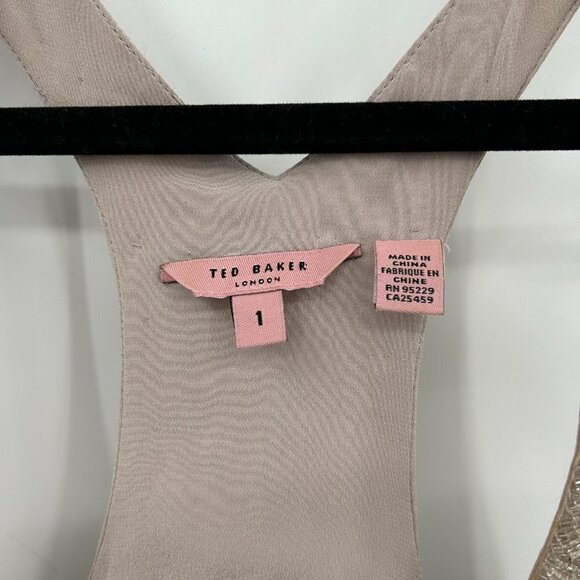 TED BAKER
LONDON
1
MADE IN
CHINA
FABRIQUE EN
CHINE
RN 95229
CA25459